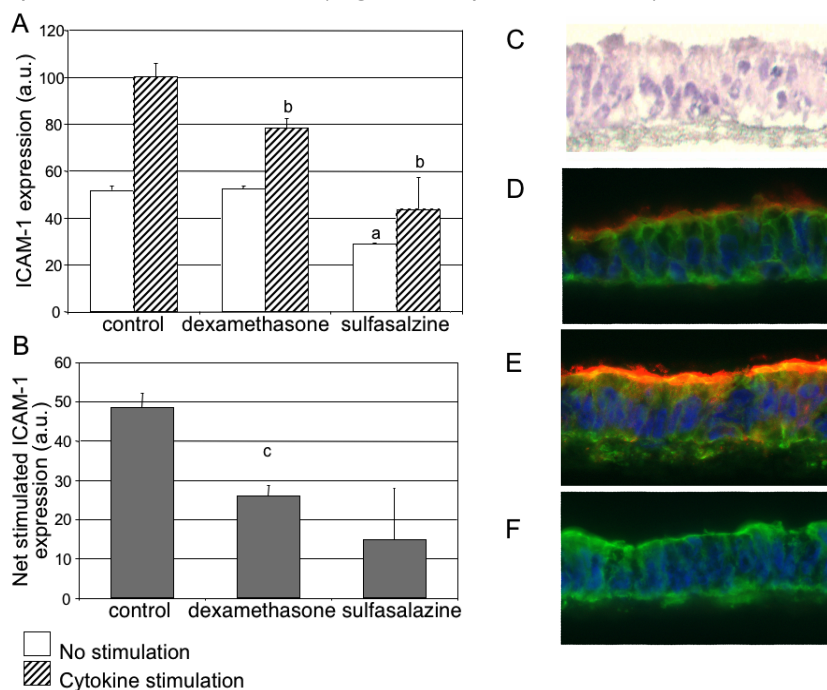 A
ICAM-1 expression (a.u.)
120
100
80
60
40
20
0
b
b
a
control dexamethasone sulfasalzine
B
Net stimulated ICAM-1
expression (a.u.)
60
50
40
30
20
10
0
c
control dexamethasone sulfasalazine
No stimulation
Cytokine stimulation
C
D
E
F